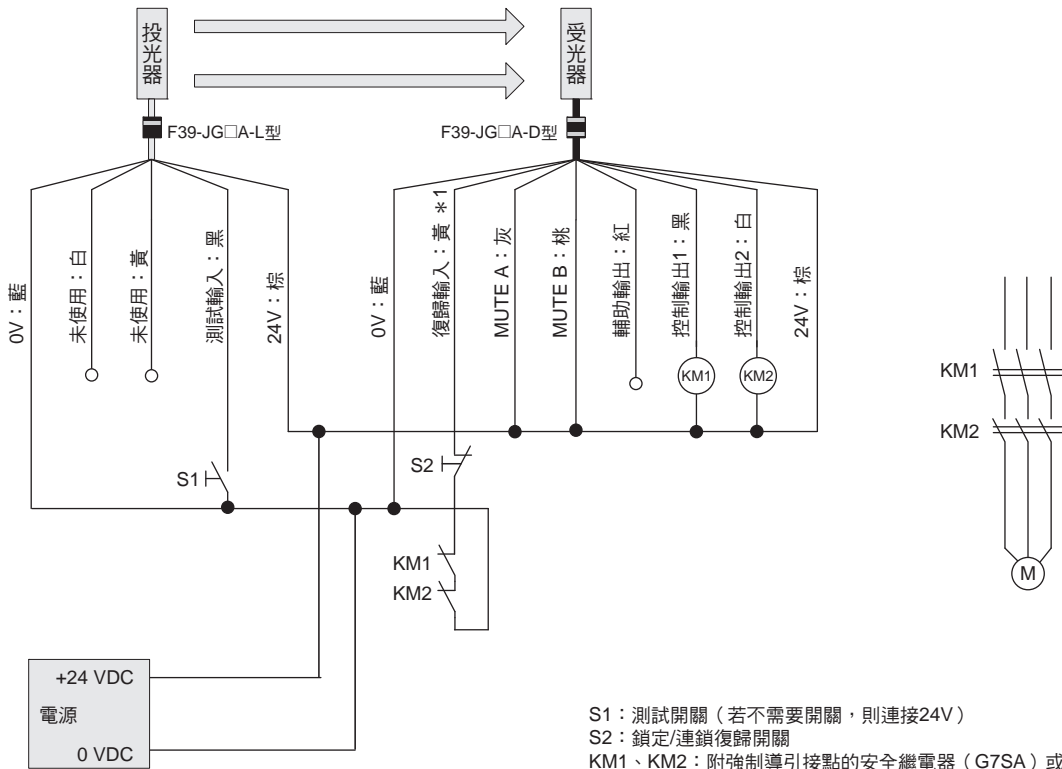 投光器
受光器
F39-JG□A-L型
F39-JG□A-D型
0V：藍
未使用：白
未使用：黃
測試輸入：黑
24V：棕
0V：藍
復歸輸入：黃 *1
MUTE A：灰
MUTE B：桃
輔助輸出：紅
控制輸出1：黑
控制輸出2：白
24V：棕
KM1
KM2
KM1
KM2
S1
S2
KM1
KM2
M
+24 VDC
電源
0 VDC
S1：測試開關（若不需要開關，則連接24V）
S2：鎖定/連鎖復歸開關
KM1、KM2：附強制導引接點的安全繼電器（G7SA）或